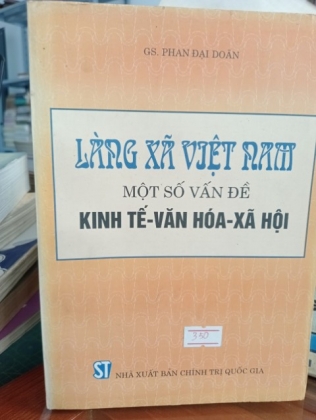 GS. PHAN ĐẠI DOÃN
LÀNG XÃ VIỆT NAM
MỘT SỐ VẤN ĐỀ
KINH TẾ-VĂN HÓA-XÃ HỘI
350
ST NHÀ XUẤT BẢN CHÍNH TRỊ QUỐC GIA